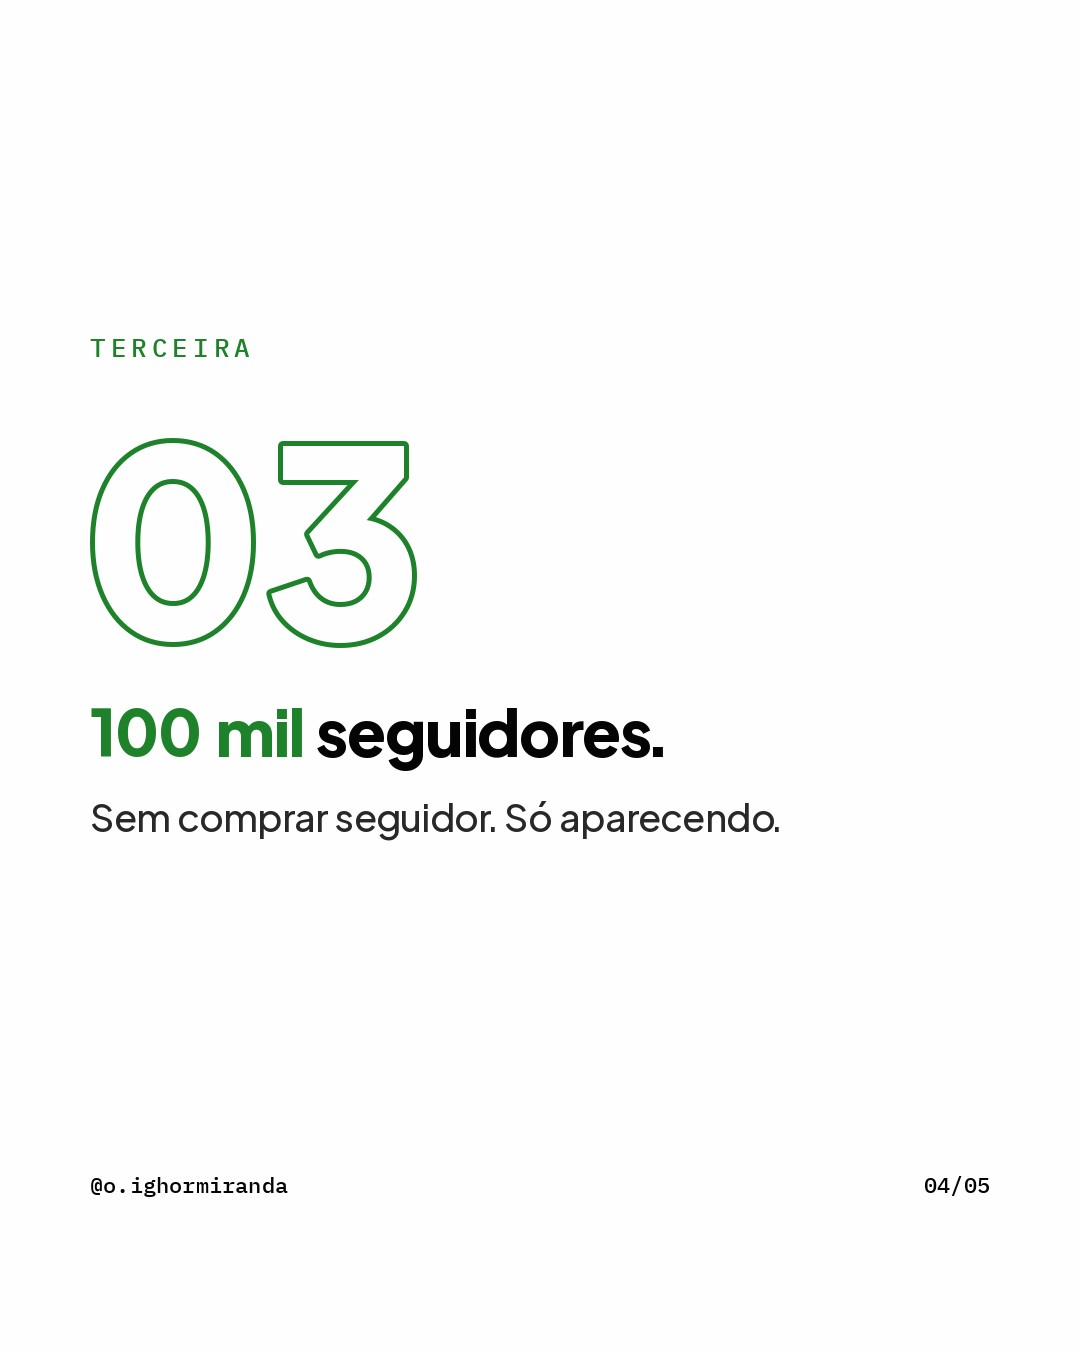 TERCEIRA
03
100 mil seguidores.
Sem comprar seguidor. Só aparecendo.
@o.ighormiranda
04/05